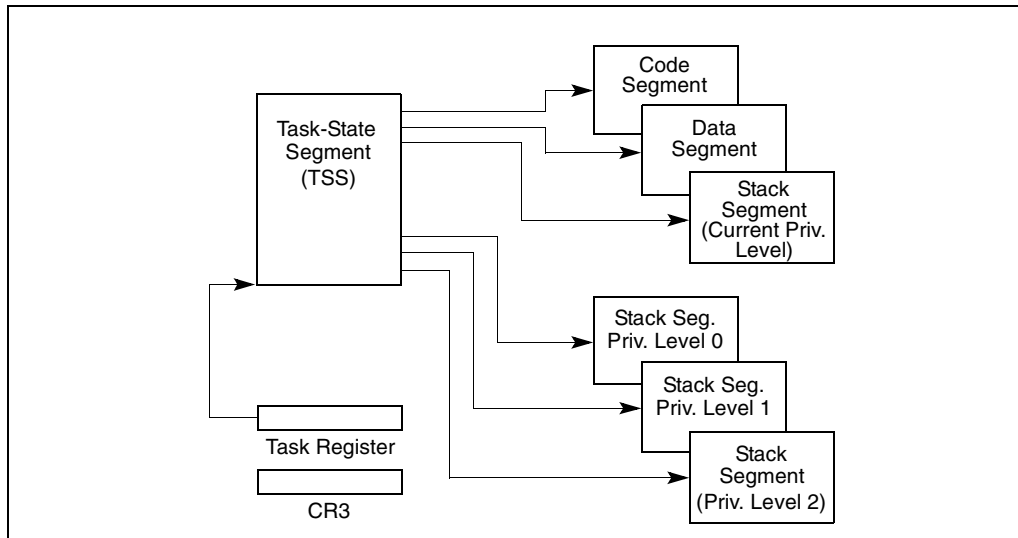 Code
Segment
Task-State
Segment
(TSS)
Data
Segment
Stack
Segment
(Current Priv.
Level)
Stack Seg.
Priv. Level 0
Stack Seg.
Priv. Level 1
Task Register
Stack
Segment
(Priv. Level 2)
CR3